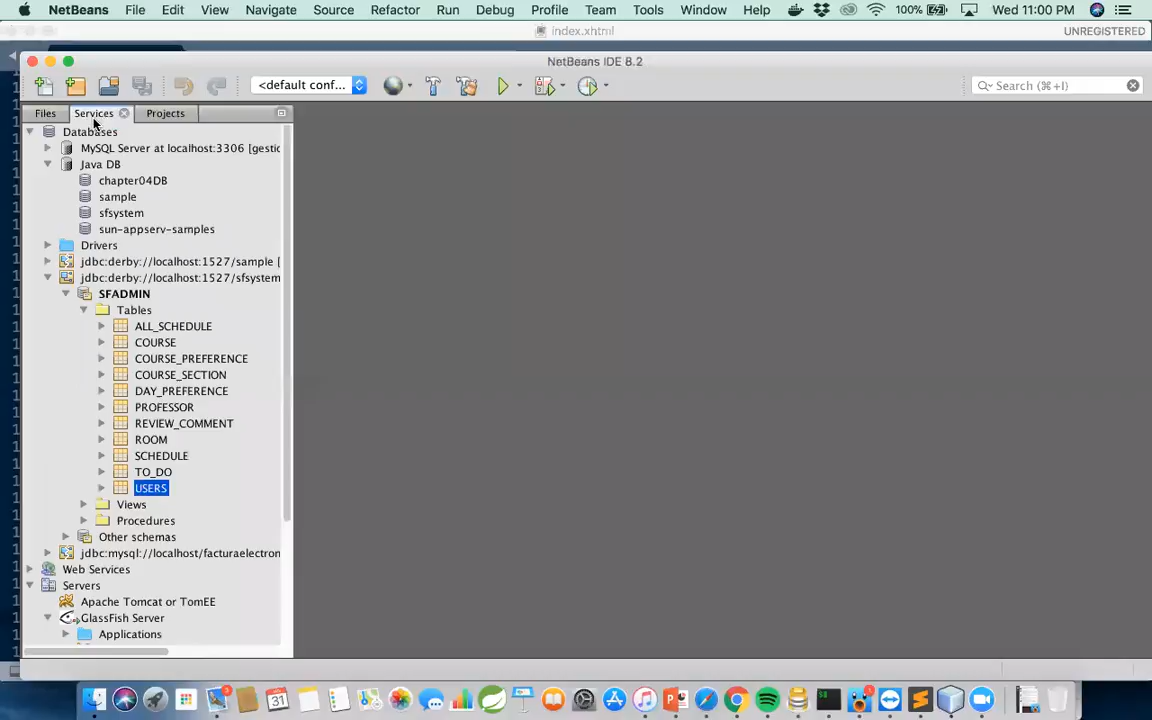 NetBeans File Edit View Navigate Source Refactor Run Debug Profile Team Tools Window Help 100% Wed 11:00 PM
index.xhtml UNREGISTERED
NetBeans IDE 8.2
<default conf... Search (⌘+I)
Files Services Projects
Databases
MySQL Server at localhost:3306 [gestic
Java DB
chapter04DB
sample
sfsystem
sun-appserv-samples
Drivers
jdbc:derby://localhost:1527/sample [
jdbc:derby://localhost:1527/sfsystem
SFADMIN
Tables
ALL_SCHEDULE
COURSE
COURSE_PREFERENCE
COURSE_SECTION
DAY_PREFERENCE
PROFESSOR
REVIEW_COMMENT
ROOM
SCHEDULE
TO_DO
USERS
Views
Procedures
Other schemas
jdbc:mysql://localhost/facturaelectron
Web Services
Servers
Apache Tomcat or TomEE
GlassFish Server
Applications